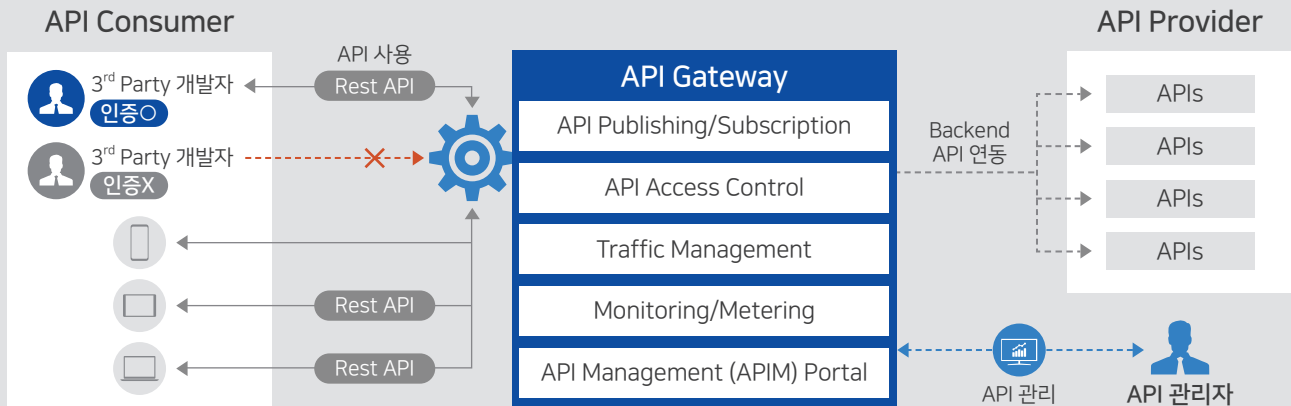 API Consumer
3rd Party 개발자
인증○
3rd Party 개발자
인증X
API 사용
Rest API
Rest API
Rest API
API Gateway
API Publishing/Subscription
API Access Control
Traffic Management
Monitoring/Metering
API Management (APIM) Portal
Backend
API 연동
API Provider
APIs
APIs
APIs
APIs
API 관리
API 관리자